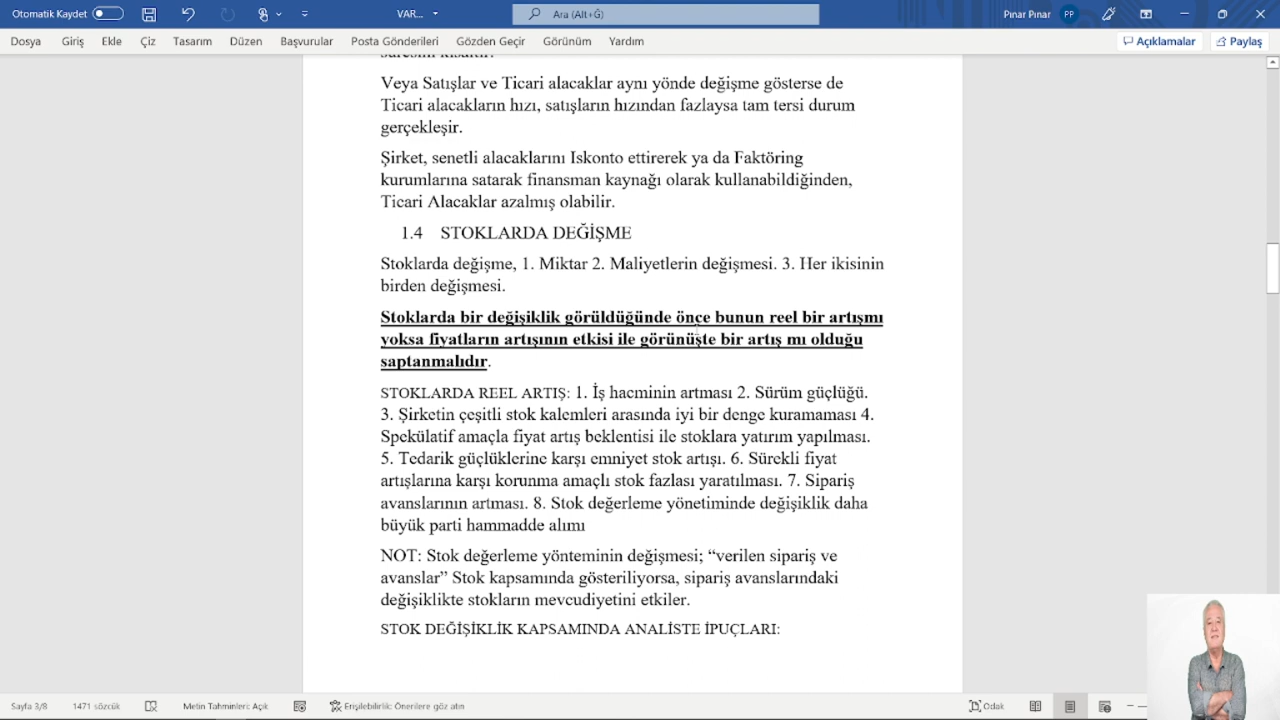 Otomatik Kaydet
VAR...
Ara (Alt+Ğ)
Pınar Pınar
PP
Dosya Giriş Ekle Çiz Tasarım Düzen Başvurular Posta Gönderileri Gözden Geçir Görünüm Yardım
Açıklamalar
Paylaş
süresini kısaltır.
Veya Satışlar ve Ticari alacaklar aynı yönde değişme gösterse de
Ticari alacakların hızı, satışların hızından fazlaysa tam tersi durum
gerçekleşir.
Şirket, senetli alacaklarını Iskonto ettirerek ya da Faktöring
kurumlarına satarak finansman kaynağı olarak kullanabildiğinden,
Ticari Alacaklar azalmış olabilir.
1.4 STOKLARDA DEĞİŞME
Stoklarda değişme, 1. Miktar 2. Maliyetlerin değişmesi. 3. Her ikisinin
birden değişmesi.
Stoklarda bir değişiklik görüldüğünde önce bunun reel bir artışmı
yoksa fiyatların artışının etkisi ile görünüşte bir artış mı olduğu
saptanmalıdır.
STOKLARDA REEL ARTIŞ: 1. İş hacminin artması 2. Sürüm güçlüğü.
3. Şirketin çeşitli stok kalemleri arasında iyi bir denge kuramaması 4.
Spekülatif amaçla fiyat artış beklentisi ile stoklara yatırım yapılması.
5. Tedarik güçlüklerine karşı emniyet stok artışı. 6. Sürekli fiyat
artışlarına karşı korunma amaçlı stok fazlası yaratılması. 7. Sipariş
avanslarının artması. 8. Stok değerleme yönetiminde değişiklik daha
büyük parti hammadde alımı
NOT: Stok değerleme yönteminin değişmesi; “verilen sipariş ve
avanslar” Stok kapsamında gösteriliyorsa, sipariş avanslarındaki
değişiklikte stokların mevcudiyetini etkiler.
STOK DEĞİŞİKLİK KAPSAMINDA ANALİSTE İPUÇLARI:
Sayfa 3/8
1471 sözcük
Metin Tahminleri: Açık
Erişilebilirlik: Önerilere göz atın
Odak